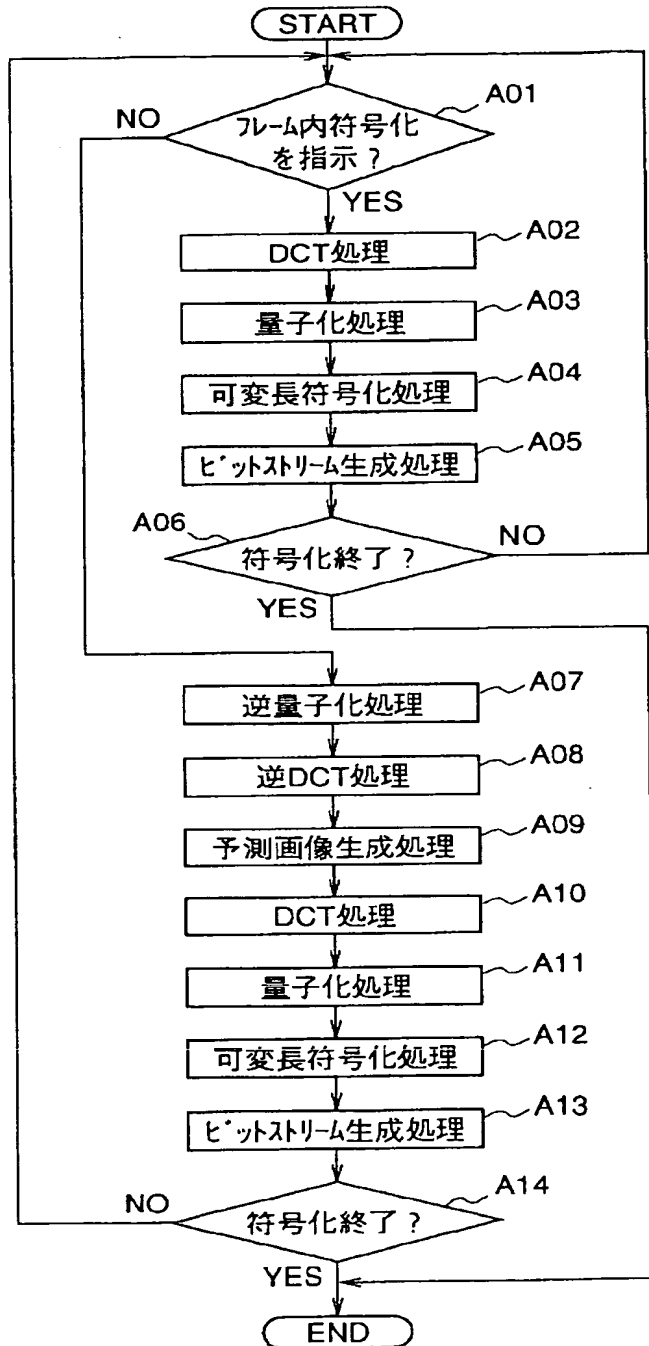 START
A01
NO
フレーム内符号化
を指示?
YES
A02
DCT処理
A03
量子化処理
A04
可変長符号化処理
A05
ビットストリーム生成処理
A06
符号化終了?
NO
YES
A07
逆量子化処理
A08
逆DCT処理
A09
予測画像生成処理
A10
DCT処理
A11
量子化処理
A12
可変長符号化処理
A13
ビットストリーム生成処理
A14
NO
符号化終了?
YES
END